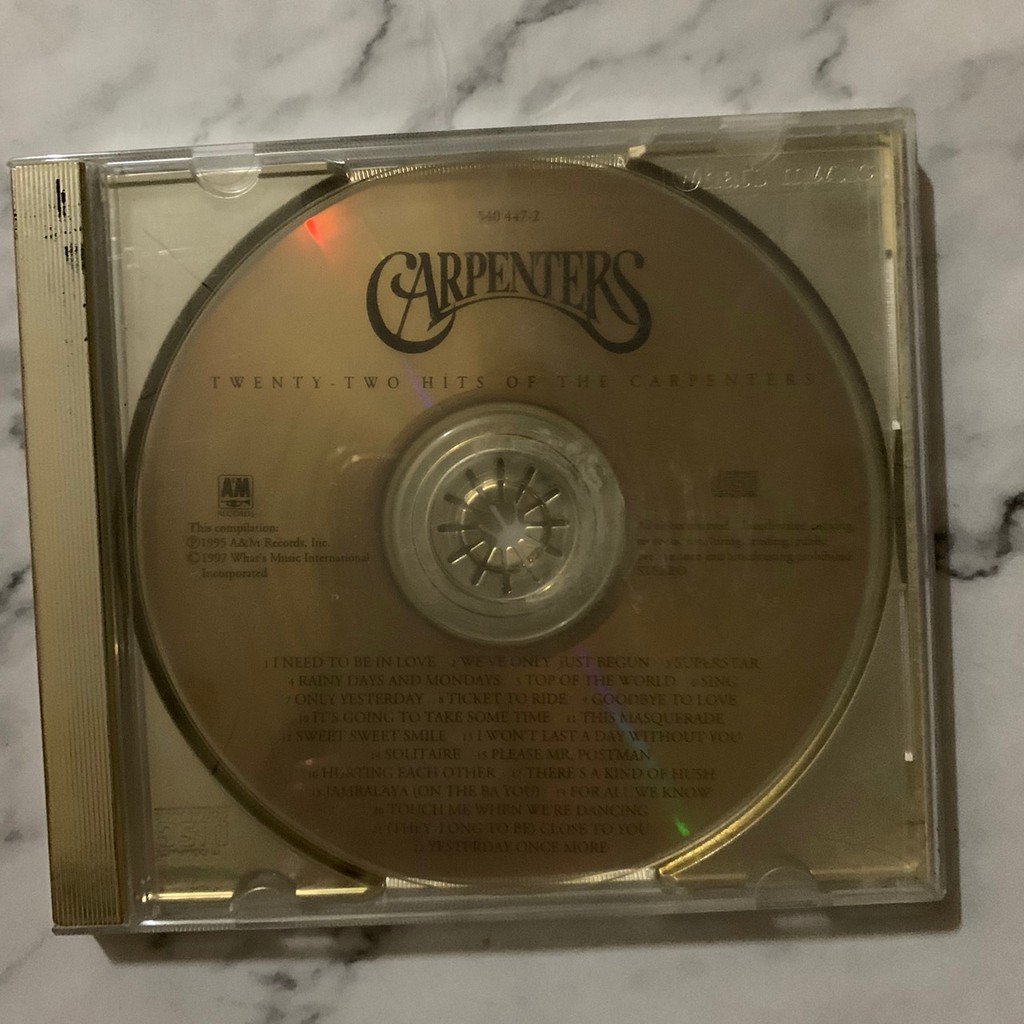 What's music
540 447-2
CARPENTERS
TWENTY-TWO HITS OF THE CARPENTERS
A&M
RECORDS
This compilation:
℗1995 A&M Records, Inc.
©1997 What's Music International
Incorporated
1 I NEED TO BE IN LOVE 2 WE'VE ONLY JUST BEGUN 3 SUPERSTAR
4 RAINY DAYS AND MONDAYS 5 TOP OF THE WORLD 6 SING
7 ONLY YESTERDAY 8 TICKET TO RIDE 9 GOODBYE TO LOVE
10 IT'S GOING TO TAKE SOME TIME 11 THIS MASQUERADE
12 SWEET SWEET SMILE 13 I WON'T LAST A DAY WITHOUT YOU
14 SOLITAIRE 15 PLEASE MR. POSTMAN
16 HURTING EACH OTHER 17 THERE'S A KIND OF HUSH
18 JAMBALAYA (ON THE BAYOU) 19 FOR ALL WE KNOW
20 TOUCH ME WHEN WE'RE DANCING
21 (THEY LONG TO BE) CLOSE TO YOU
22 YESTERDAY ONCE MORE